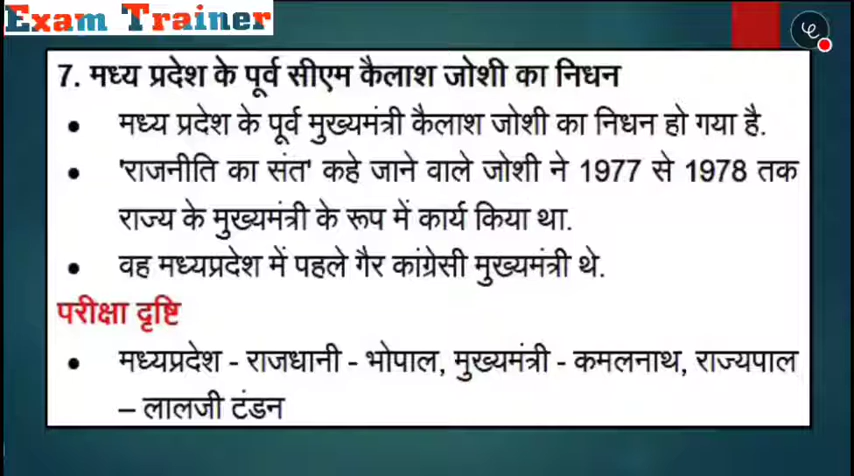 Exam Trainer
7. मध्य प्रदेश के पूर्व सीएम कैलाश जोशी का निधन
• मध्य प्रदेश के पूर्व मुख्यमंत्री कैलाश जोशी का निधन हो गया है.
• 'राजनीति का संत' कहे जाने वाले जोशी ने 1977 से 1978 तक
राज्य के मुख्यमंत्री के रूप में कार्य किया था.
• वह मध्यप्रदेश में पहले गैर कांग्रेसी मुख्यमंत्री थे.
परीक्षा दृष्टि
• मध्यप्रदेश - राजधानी - भोपाल, मुख्यमंत्री - कमलनाथ, राज्यपाल
– लालजी टंडन